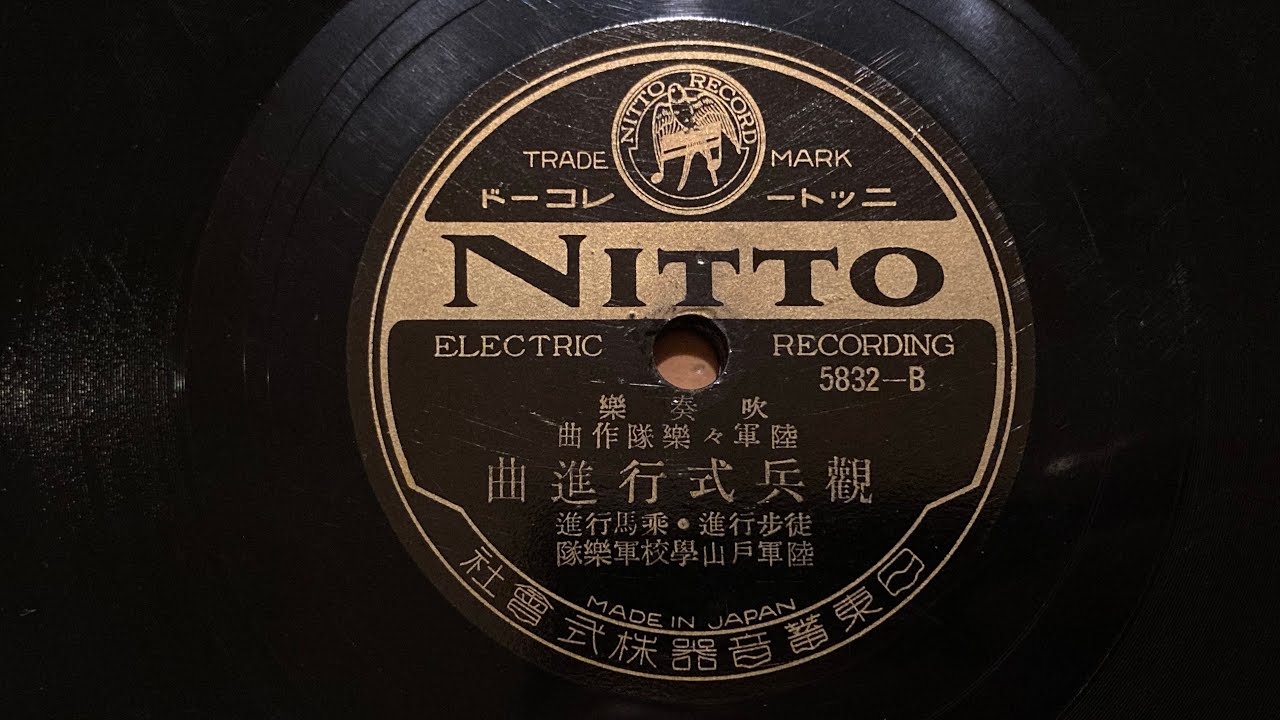 NITTO RECORD
TRADE MARK
ニットー レコード
NITTO
ELECTRIC RECORDING
5832-B
吹奏樂
陸軍々樂隊作曲
觀兵式行進曲
徒步行進・乘馬行進
陸軍戶山學校軍樂隊
MADE IN JAPAN
日東蓄音器株式會社